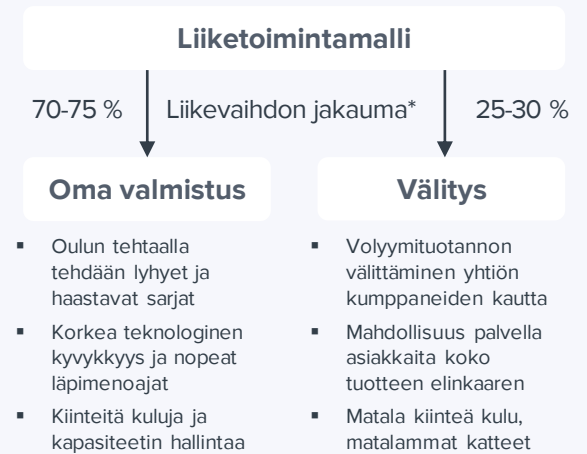 Liiketoimintamalli
70-75 %
Liikevaihdon jakauma*
25-30 %
Oma valmistus
▪ Oulun tehtaalla
tehdään lyhyet ja
haastavat sarjat
▪ Korkea teknologinen
kyvykkyys ja nopeat
läpimenoajat
▪ Kiinteitä kuluja ja
kapasiteetin hallintaa
Välitys
▪ Volyymituotannon
välittäminen yhtiön
kumppaneiden kautta
▪ Mahdollisuus palvella
asiakkaita koko
tuotteen elinkaaren
▪ Matala kiinteä kulu,
matalammat katteet